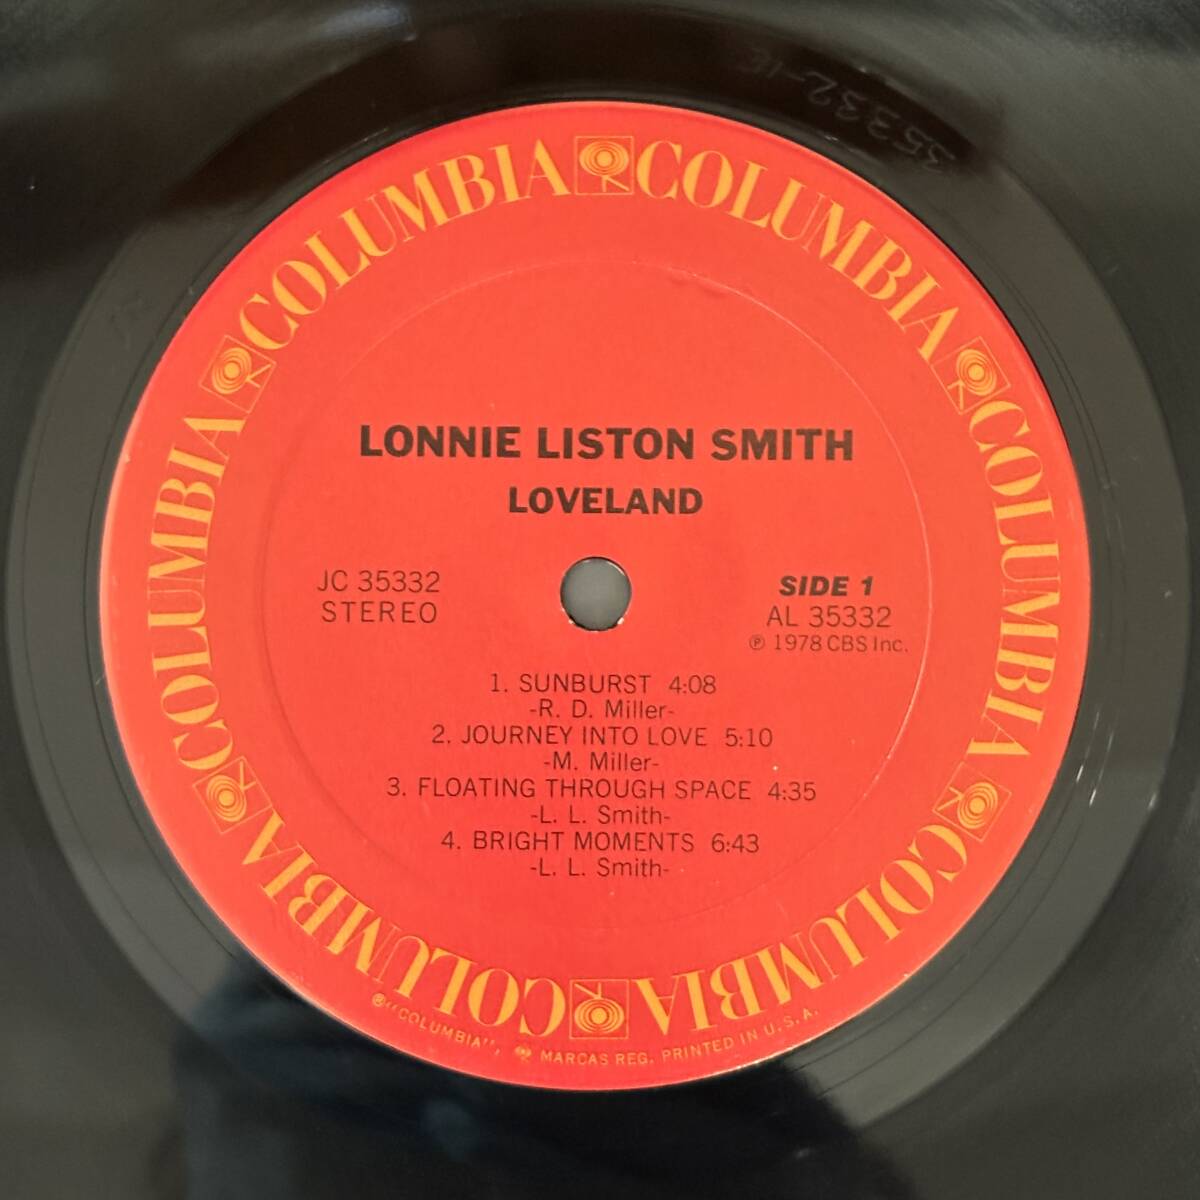 COLUMBIA COLUMBIA COLUMBIA COLUMBIA COLUMBIA COLUMBIA
LONNIE LISTON SMITH
LOVELAND
JC 35332
STEREO
SIDE 1
AL 35332
℗ 1978 CBS Inc.
1. SUNBURST 4:08
-R. D. Miller-
2. JOURNEY INTO LOVE 5:10
-M. Miller-
3. FLOATING THROUGH SPACE 4:35
-L. L. Smith-
4. BRIGHT MOMENTS 6:43
-L. L. Smith-
®"COLUMBIA", MARCAS REG. PRINTED IN U.S.A.